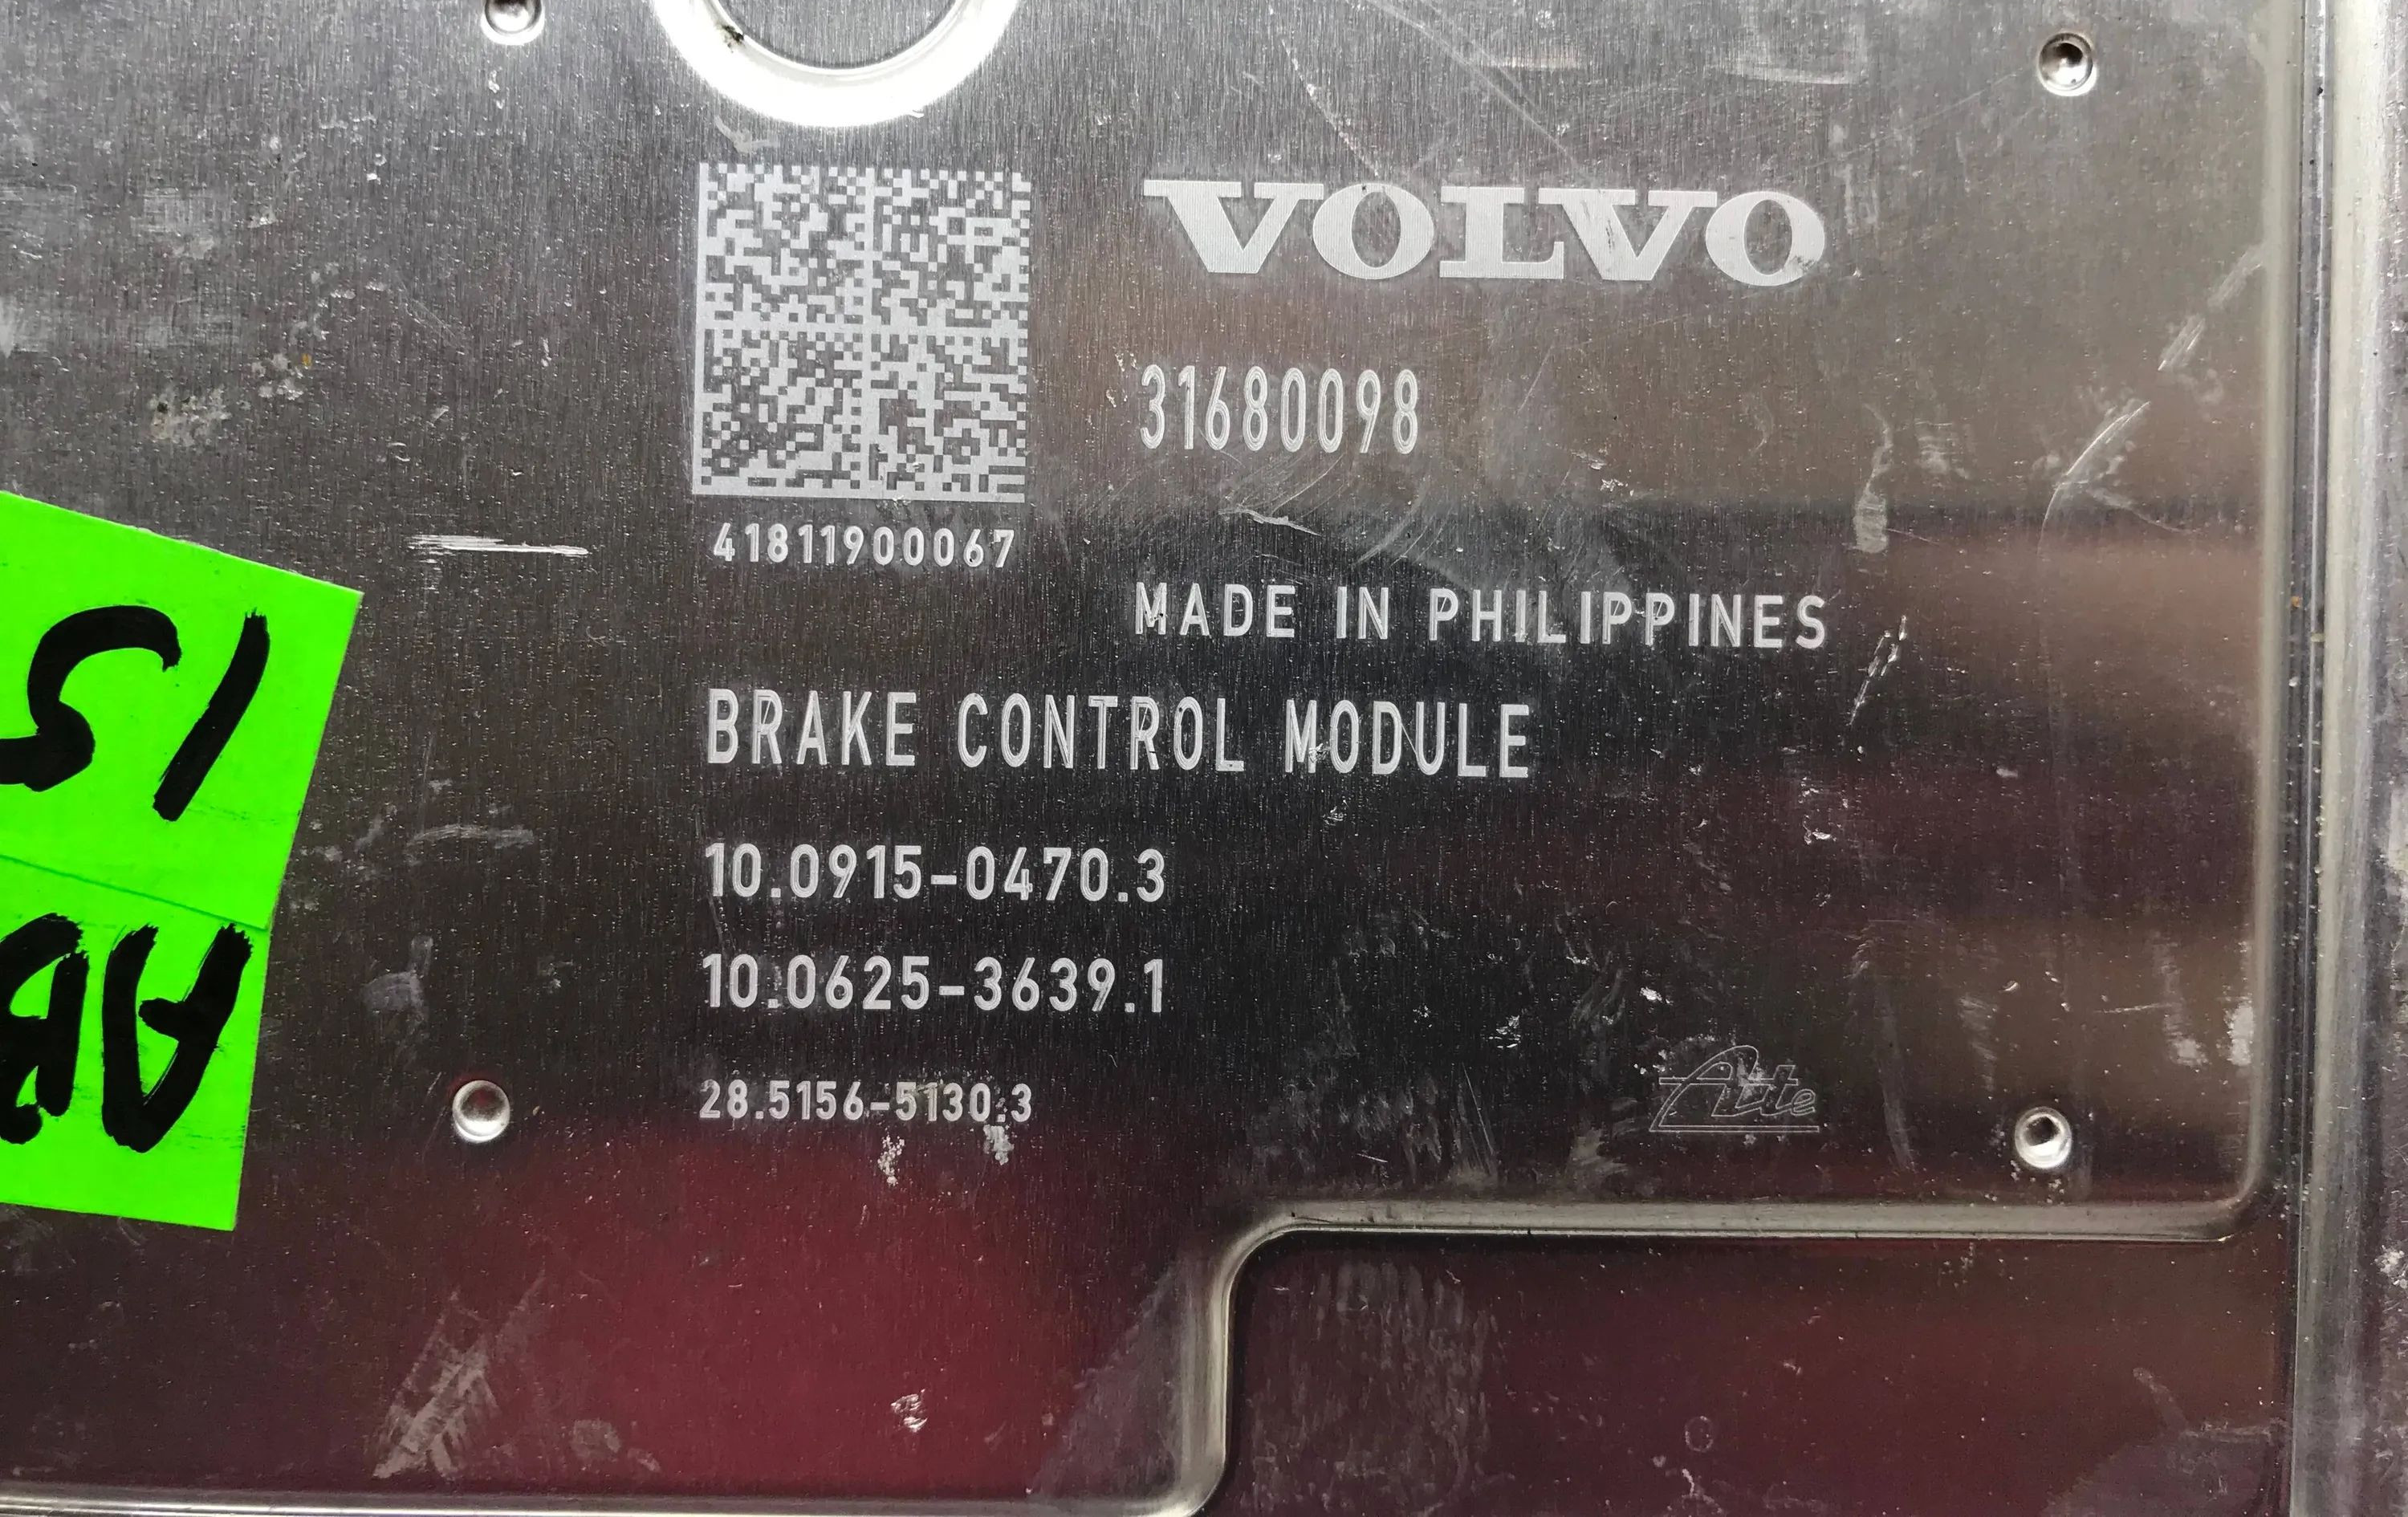 VOLVO
31680098
41811900067
MADE IN PHILIPPINES
BRAKE CONTROL MODULE
10.0915-0470.3
10.0625-3639.1
28.5156-5130.3
Ate